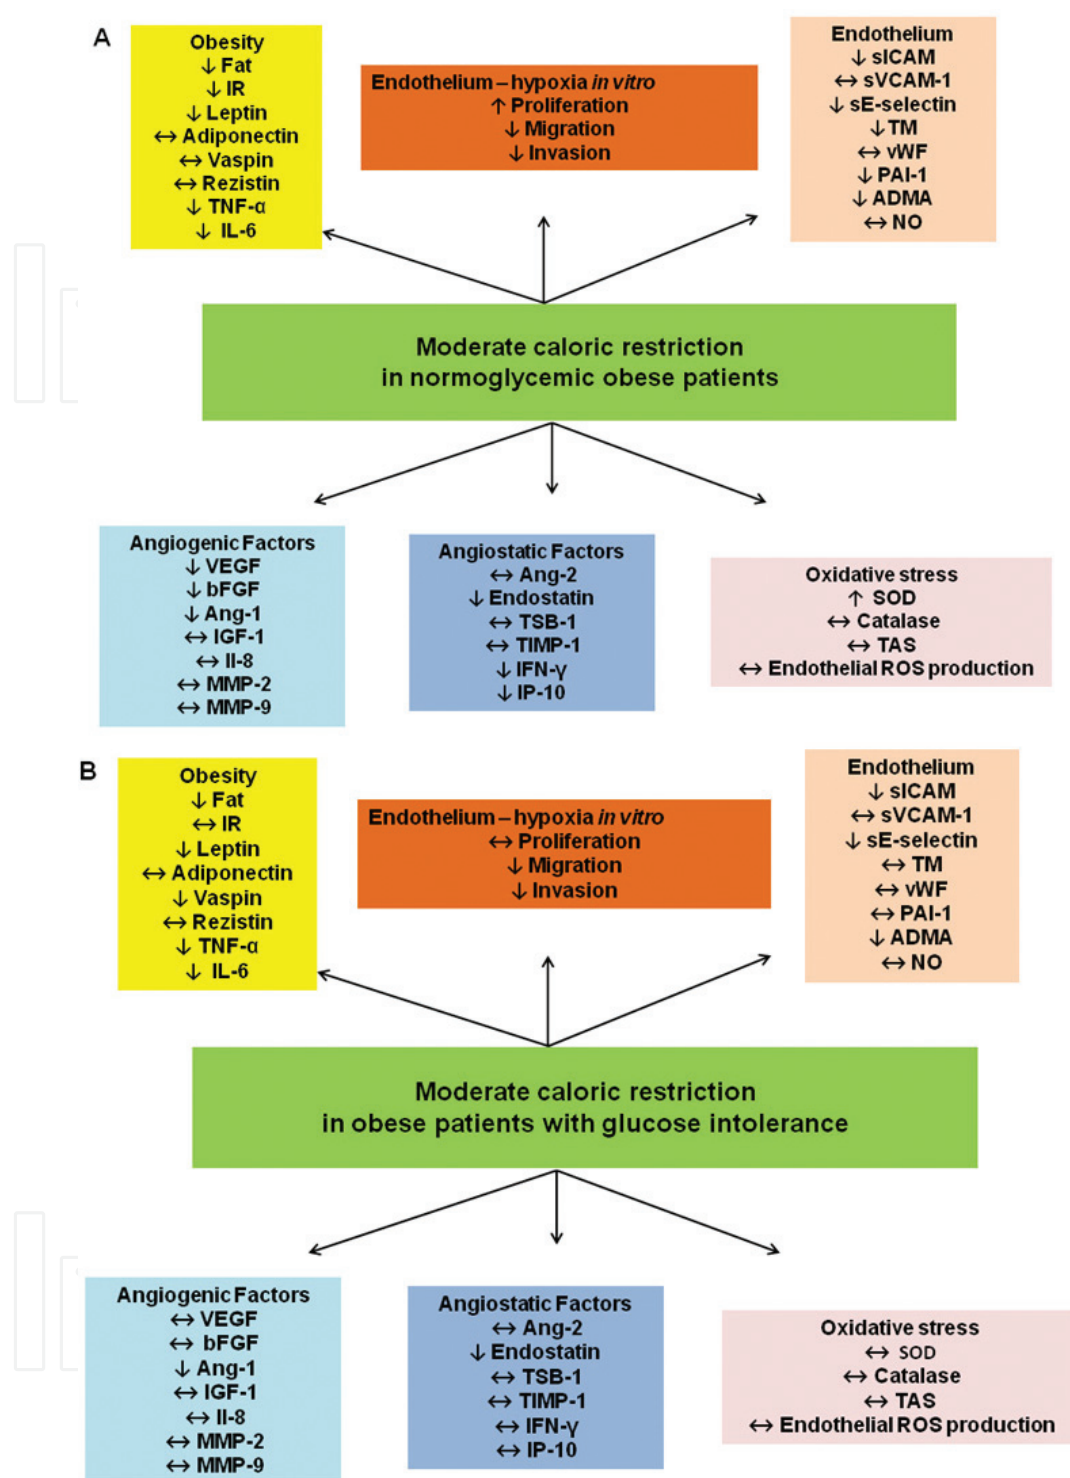 A
Obesity
↓ Fat
↓ IR
↓ Leptin
↔ Adiponectin
↔ Vaspin
↔ Rezistin
↓ TNF-α
↓ IL-6
Endothelium – hypoxia in vitro
↑ Proliferation
↓ Migration
↓ Invasion
Endothelium
↓ sICAM
↔ sVCAM-1
↓ sE-selectin
↓ TM
↔ vWF
↓ PAI-1
↓ ADMA
↔ NO
Moderate caloric restriction
in normoglycemic obese patients
Angiogenic Factors
↓ VEGF
↓ bFGF
↓ Ang-1
↔ IGF-1
↔ Il-8
↔ MMP-2
↔ MMP-9
Angiostatic Factors
↔ Ang-2
↓ Endostatin
↔ TSB-1
↔ TIMP-1
↓ IFN-γ
↓ IP-10
Oxidative stress
↑ SOD
↔ Catalase
↔ TAS
↔ Endothelial ROS production
B
Obesity
↓ Fat
↔ IR
↓ Leptin
↔ Adiponectin
↓ Vaspin
↔ Rezistin
↓ TNF-α
↓ IL-6
Endothelium – hypoxia in vitro
↔ Proliferation
↓ Migration
↓ Invasion
Endothelium
↓ sICAM
↔ sVCAM-1
↓ sE-selectin
↔ TM
↔ vWF
↔ PAI-1
↓ ADMA
↔ NO
Moderate caloric restriction
in obese patients with glucose intolerance
Angiogenic Factors
↔ VEGF
↔ bFGF
↓ Ang-1
↔ IGF-1
↔ Il-8
↔ MMP-2
↔ MMP-9
Angiostatic Factors
↔ Ang-2
↓ Endostatin
↔ TSB-1
↔ TIMP-1
↔ IFN-γ
↔ IP-10
Oxidative stress
↔ SOD
↔ Catalase
↔ TAS
↔ Endothelial ROS production